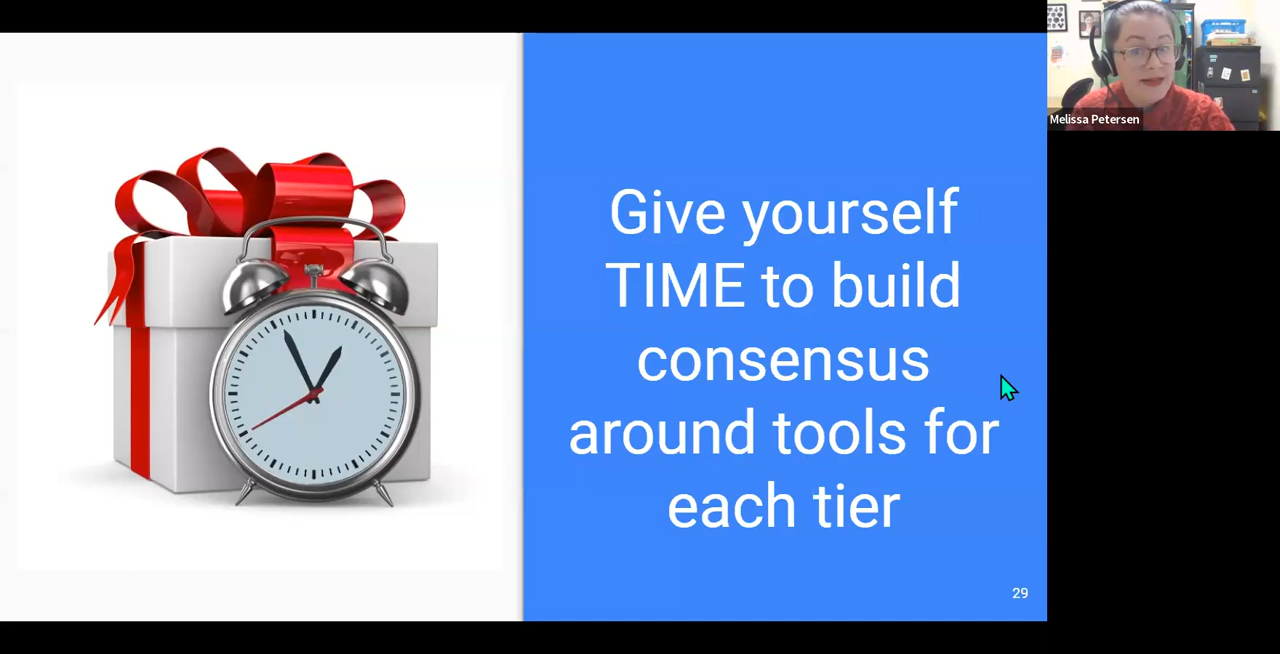 Melissa Petersen
Give yourself
TIME to build
consensus
around tools for
each tier
29